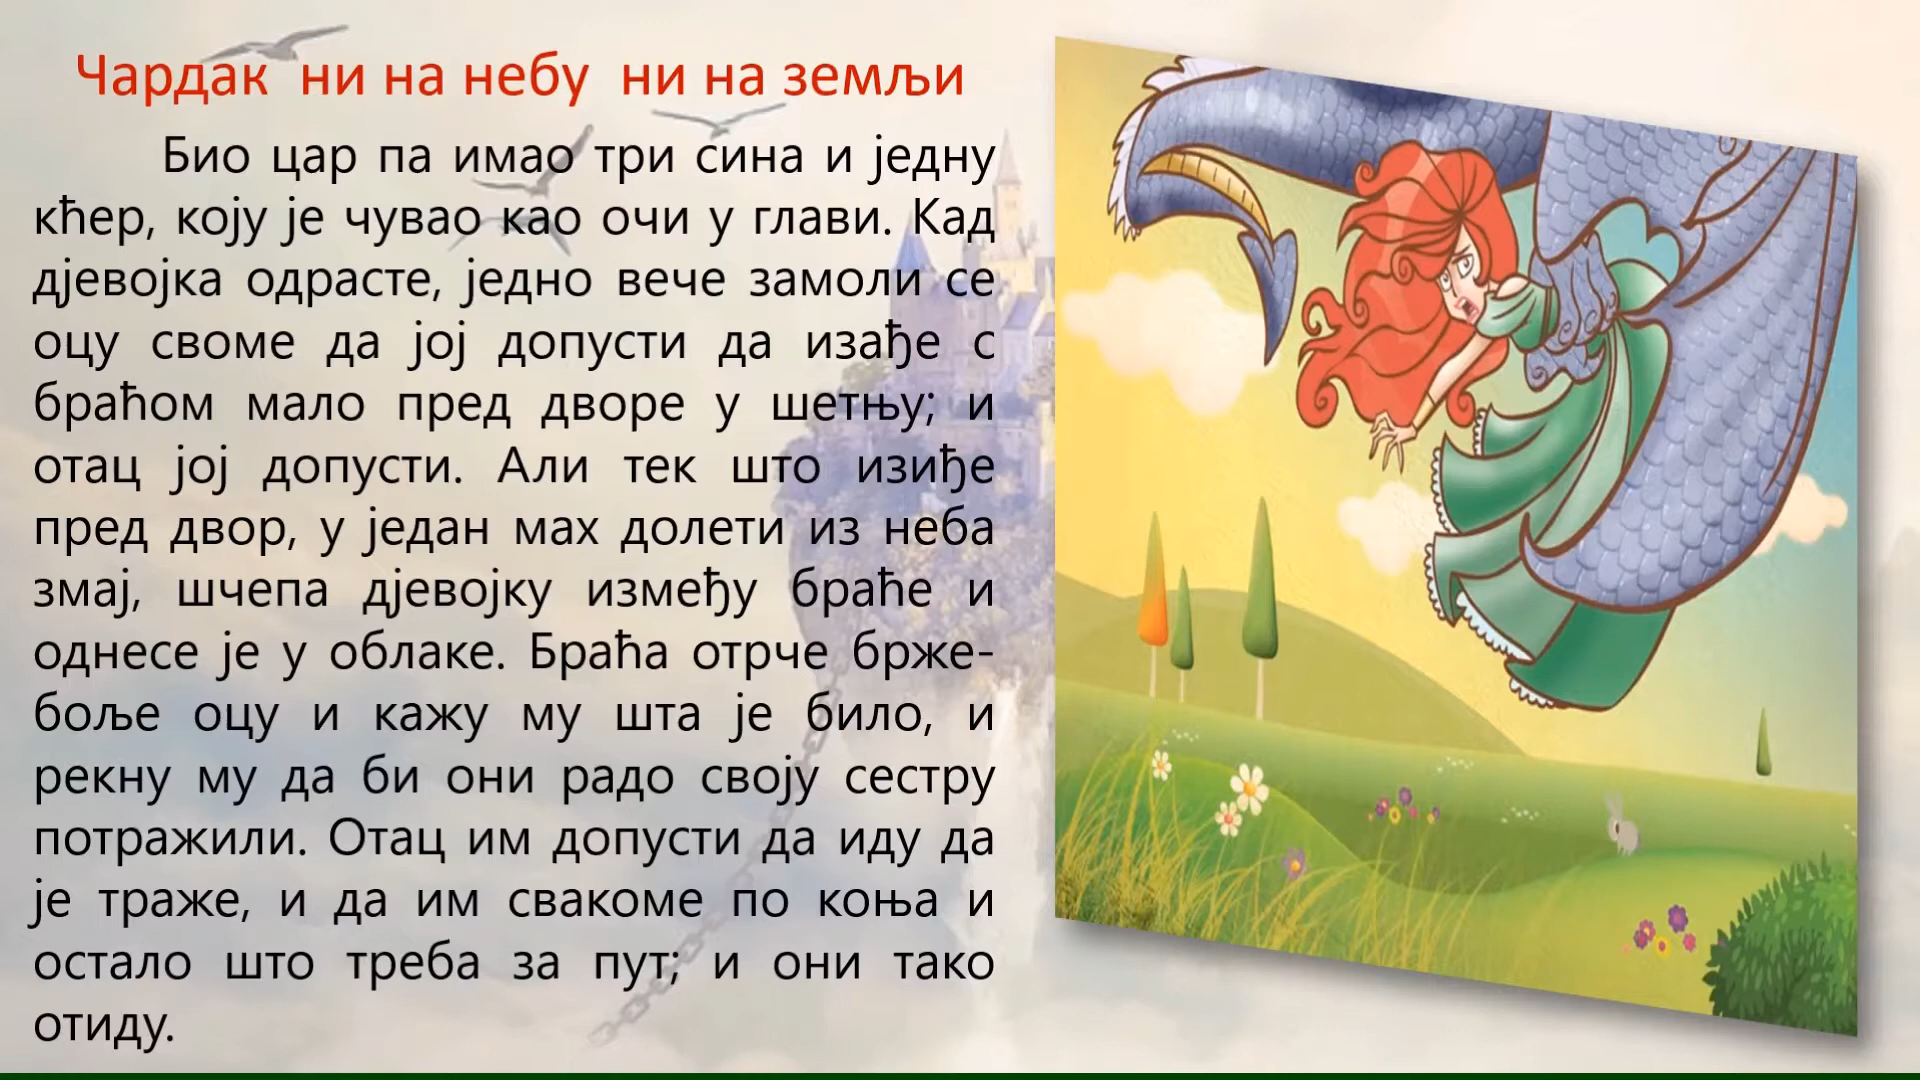 Чардак ни на небу ни на земљи
Био цар па имао три сина и једну
кћер, коју је чувао као очи у глави. Кад
дјевојка одрасте, једно вече замоли се
оцу своме да јој допусти да изађе с
браћом мало пред дворе у шетњу; и
отац јој допусти. Али тек што изиђе
пред двор, у један мах долети из неба
змај, шчепа дјевојку између браће и
однесе је у облаке. Браћа отрче брже-
боље оцу и кажу му шта је било, и
рекну му да би они радо своју сестру
потражили. Отац им допусти да иду да
је траже, и да им свакоме по коња и
остало што треба за пут; и они тако
отиду.